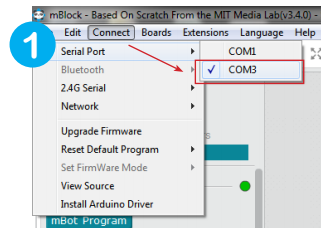 mBlock - Based On Scratch From the MIT Media Lab(v3.4.0) -
1
Edit Connect Boards Extensions Language Help
Serial Port
COM1
Bluetooth
COM3
2.4G Serial
Network
Upgrade Firmware
Reset Default Program
Set FirmWare Mode
View Source
Install Arduino Driver
mBot Program